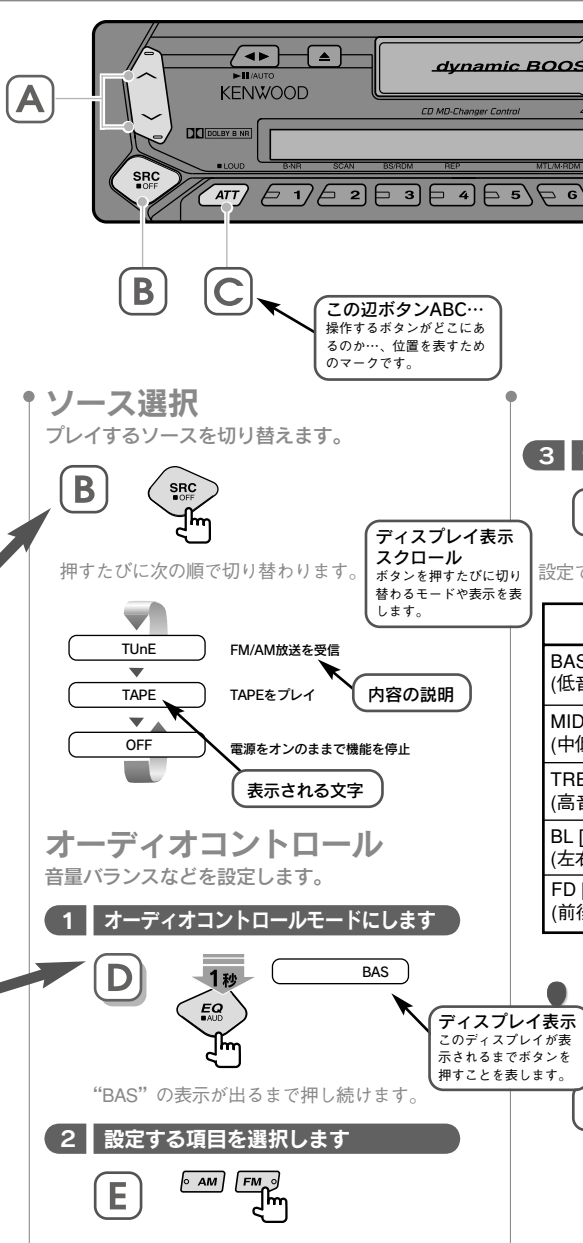 dynamic BOOS
▶II/AUTO
KENWOOD
CD MD-Changer Control
DOLBY B NR
■LOUD B·NR SCAN BS/RDM REP MTL/M·RDM
A
SRC
■OFF
ATT 1 2 3 4 5 6
B
C
この辺ボタンABC…
操作するボタンがどこにあ
るのか…、位置を表すため
のマークです。
ソース選択
プレイするソースを切り替えます。
B
SRC
■OFF
押すたびに次の順で切り替わります。
ディスプレイ表示
スクロール
ボタンを押すたびに切り
替わるモードや表示を表
します。
TUnE FM/AM放送を受信
TAPE TAPEをプレイ
内容の説明
OFF 電源をオンのままで機能を停止
表示される文字
オーディオコントロール
音量バランスなどを設定します。
1 オーディオコントロールモードにします
D
1秒
EQ
■AUD
BAS
ディスプレイ表示
このディスプレイが表
示されるまでボタンを
押すことを表します。
“BAS”の表示が出るまで押し続けます。
2 設定する項目を選択します
E
AM FM
3
設定で
BAS
(低音
MID
(中低
TRE
(高音
BL [
(左右
FD [
(前後